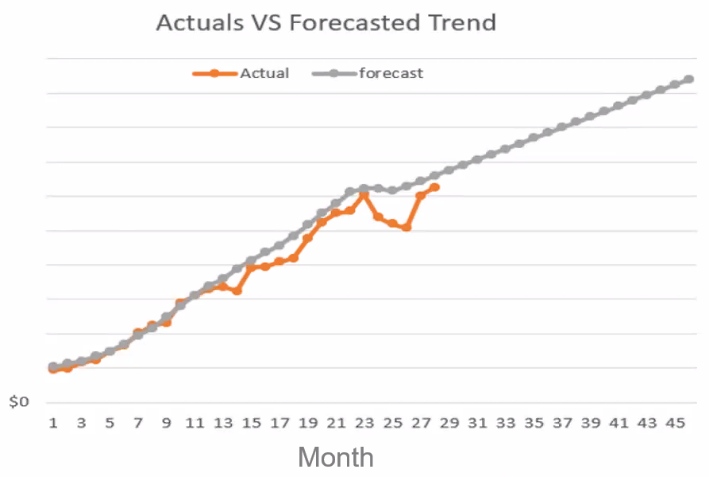 Actuals VS Forecasted Trend
Actual forecast
$0
1 3 5 7 9 11 13 15 17 19 21 23 25 27 29 31 33 35 37 39 41 43 45
Month